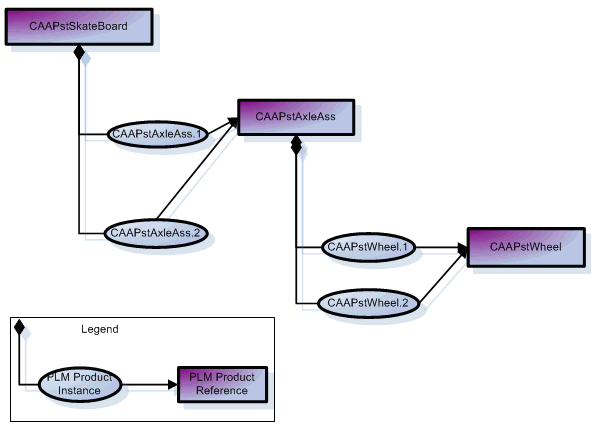 CAAPstSkateBoard
CAAPstAxleAss.1
CAAPstAxleAss
CAAPstAxleAss.2
CAAPstWheel.1
CAAPstWheel
CAAPstWheel.2
Legend
PLM Product
Instance
PLM Product
Reference